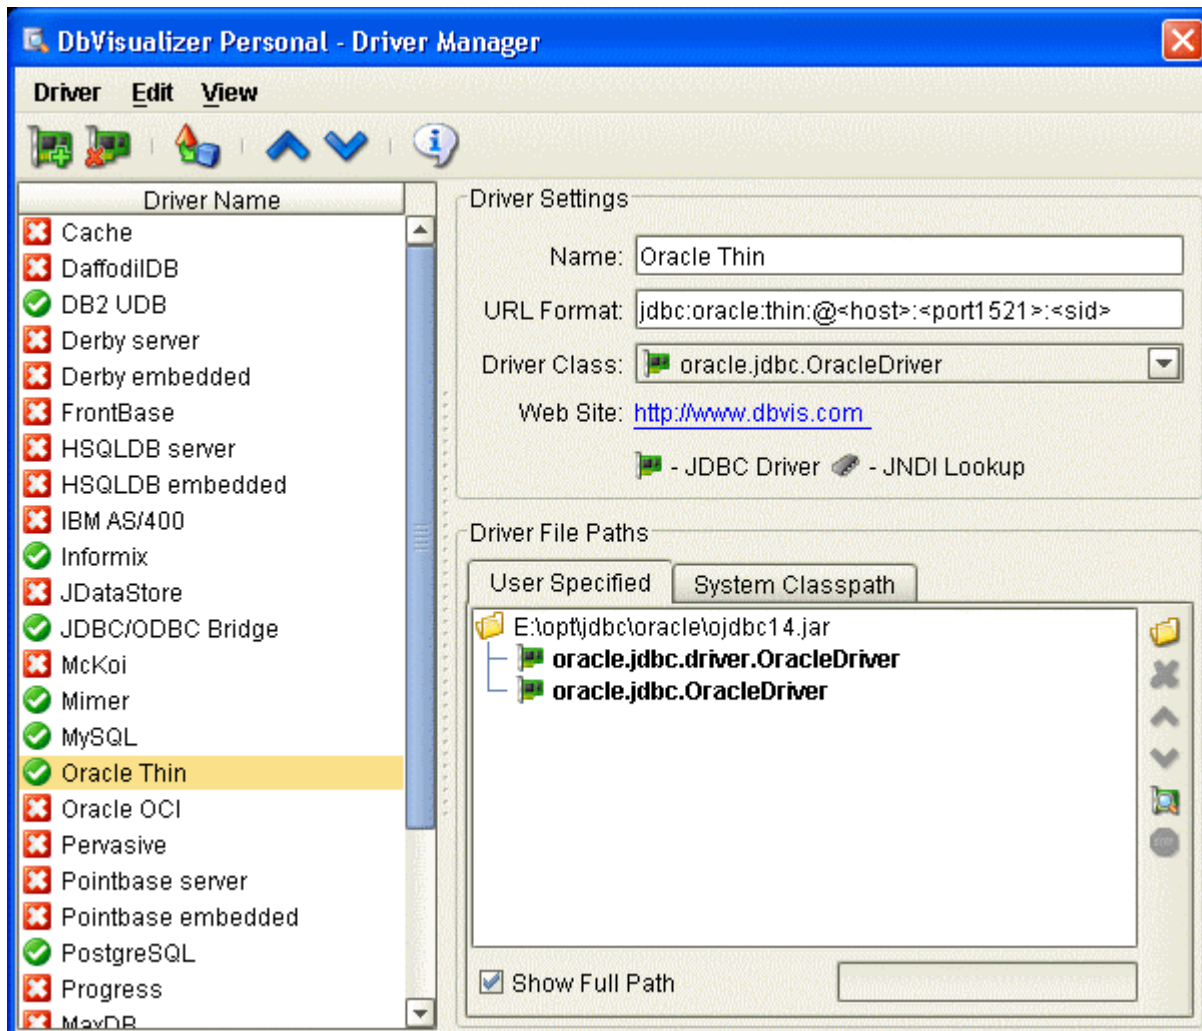 DbVisualizer Personal - Driver Manager
Driver Edit View
Driver Name
Cache
DaffodilDB
DB2 UDB
Derby server
Derby embedded
FrontBase
HSQLDB server
HSQLDB embedded
IBM AS/400
Informix
JDataStore
JDBC/ODBC Bridge
McKoi
Mimer
MySQL
Oracle Thin
Oracle OCI
Pervasive
Pointbase server
Pointbase embedded
PostgreSQL
Progress
MaxDB
Driver Settings
Name: Oracle Thin
URL Format: jdbc:oracle:thin:@<host>:<port1521>:<sid>
Driver Class: oracle.jdbc.OracleDriver
Web Site: http://www.dbvis.com
- JDBC Driver - JNDI Lookup
Driver File Paths
User Specified System Classpath
E:\opt\jdbc\oracle\ojdbc14.jar
oracle.jdbc.driver.OracleDriver
oracle.jdbc.OracleDriver
Show Full Path